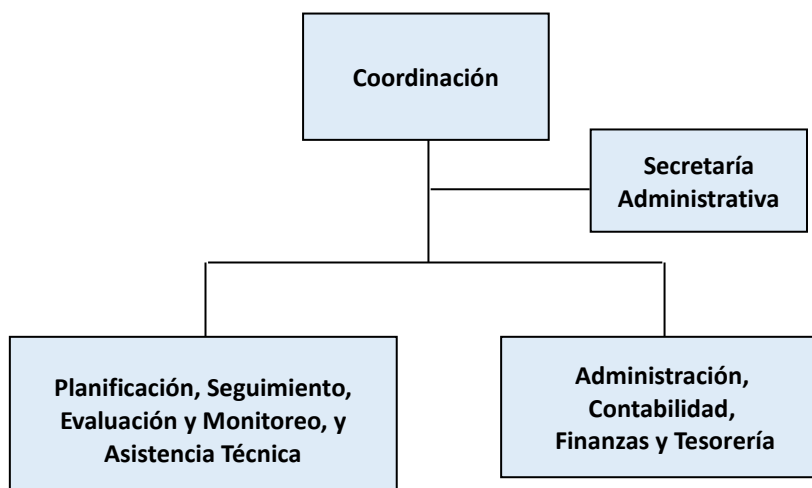 Coordinación
Secretaría
Administrativa
Planificación, Seguimiento,
Evaluación y Monitoreo, y
Asistencia Técnica
Administración,
Contabilidad,
Finanzas y Tesorería